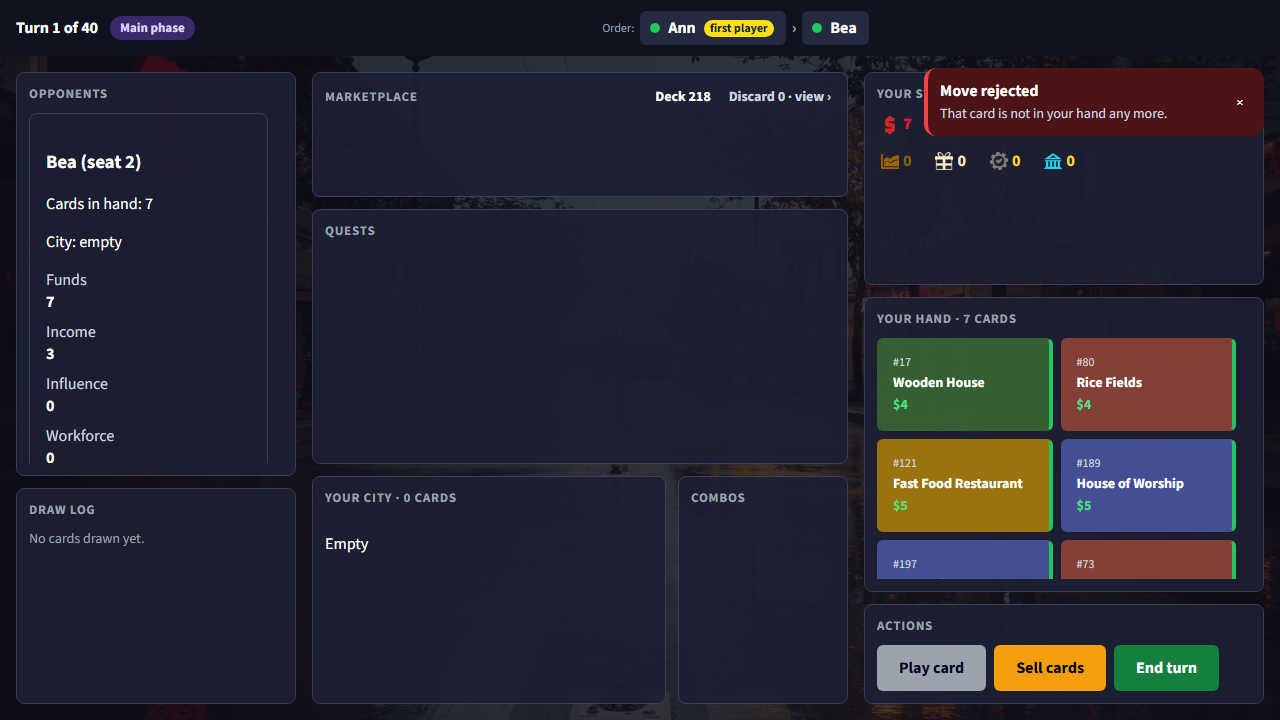 Turn 1 of 40
Main phase
Order:
Ann
first player
›
Bea
OPPONENTS
Bea (seat 2)
Cards in hand: 7
City: empty
Funds
7
Income
3
Influence
0
Workforce
0
DRAW LOG
No cards drawn yet.
MARKETPLACE
Deck 218
Discard 0 · view ›
QUESTS
YOUR CITY · 0 CARDS
Empty
COMBOS
YOUR S
Move rejected
That card is not in your hand any more.
×
$ 7
0
0
0
0
YOUR HAND · 7 CARDS
#17
Wooden House
$4
#80
Rice Fields
$4
#121
Fast Food Restaurant
$5
#189
House of Worship
$5
#197
#73
ACTIONS
Play card
Sell cards
End turn